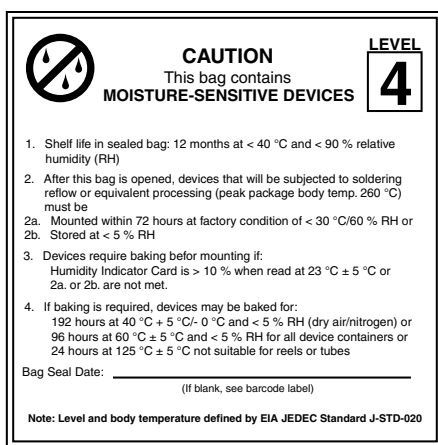 LEVEL
4
CAUTION
This bag contains
MOISTURE-SENSITIVE DEVICES
1. Shelf life in sealed bag: 12 months at < 40 °C and < 90 % relative
humidity (RH)
2. After this bag is opened, devices that will be subjected to soldering
reflow or equivalent processing (peak package body temp. 260 °C)
must be
2a. Mounted within 72 hours at factory condition of < 30 °C/60 % RH or
2b. Stored at < 5 % RH
3. Devices require baking befor mounting if:
Humidity Indicator Card is > 10 % when read at 23 °C ± 5 °C or
2a. or 2b. are not met.
4. If baking is required, devices may be baked for:
192 hours at 40 °C + 5 °C/- 0 °C and < 5 % RH (dry air/nitrogen) or
96 hours at 60 °C ± 5 °C and < 5 % RH for all device containers or
24 hours at 125 °C ± 5 °C not suitable for reels or tubes
Bag Seal Date:
(If blank, see barcode label)
Note: Level and body temperature defined by EIA JEDEC Standard J-STD-020